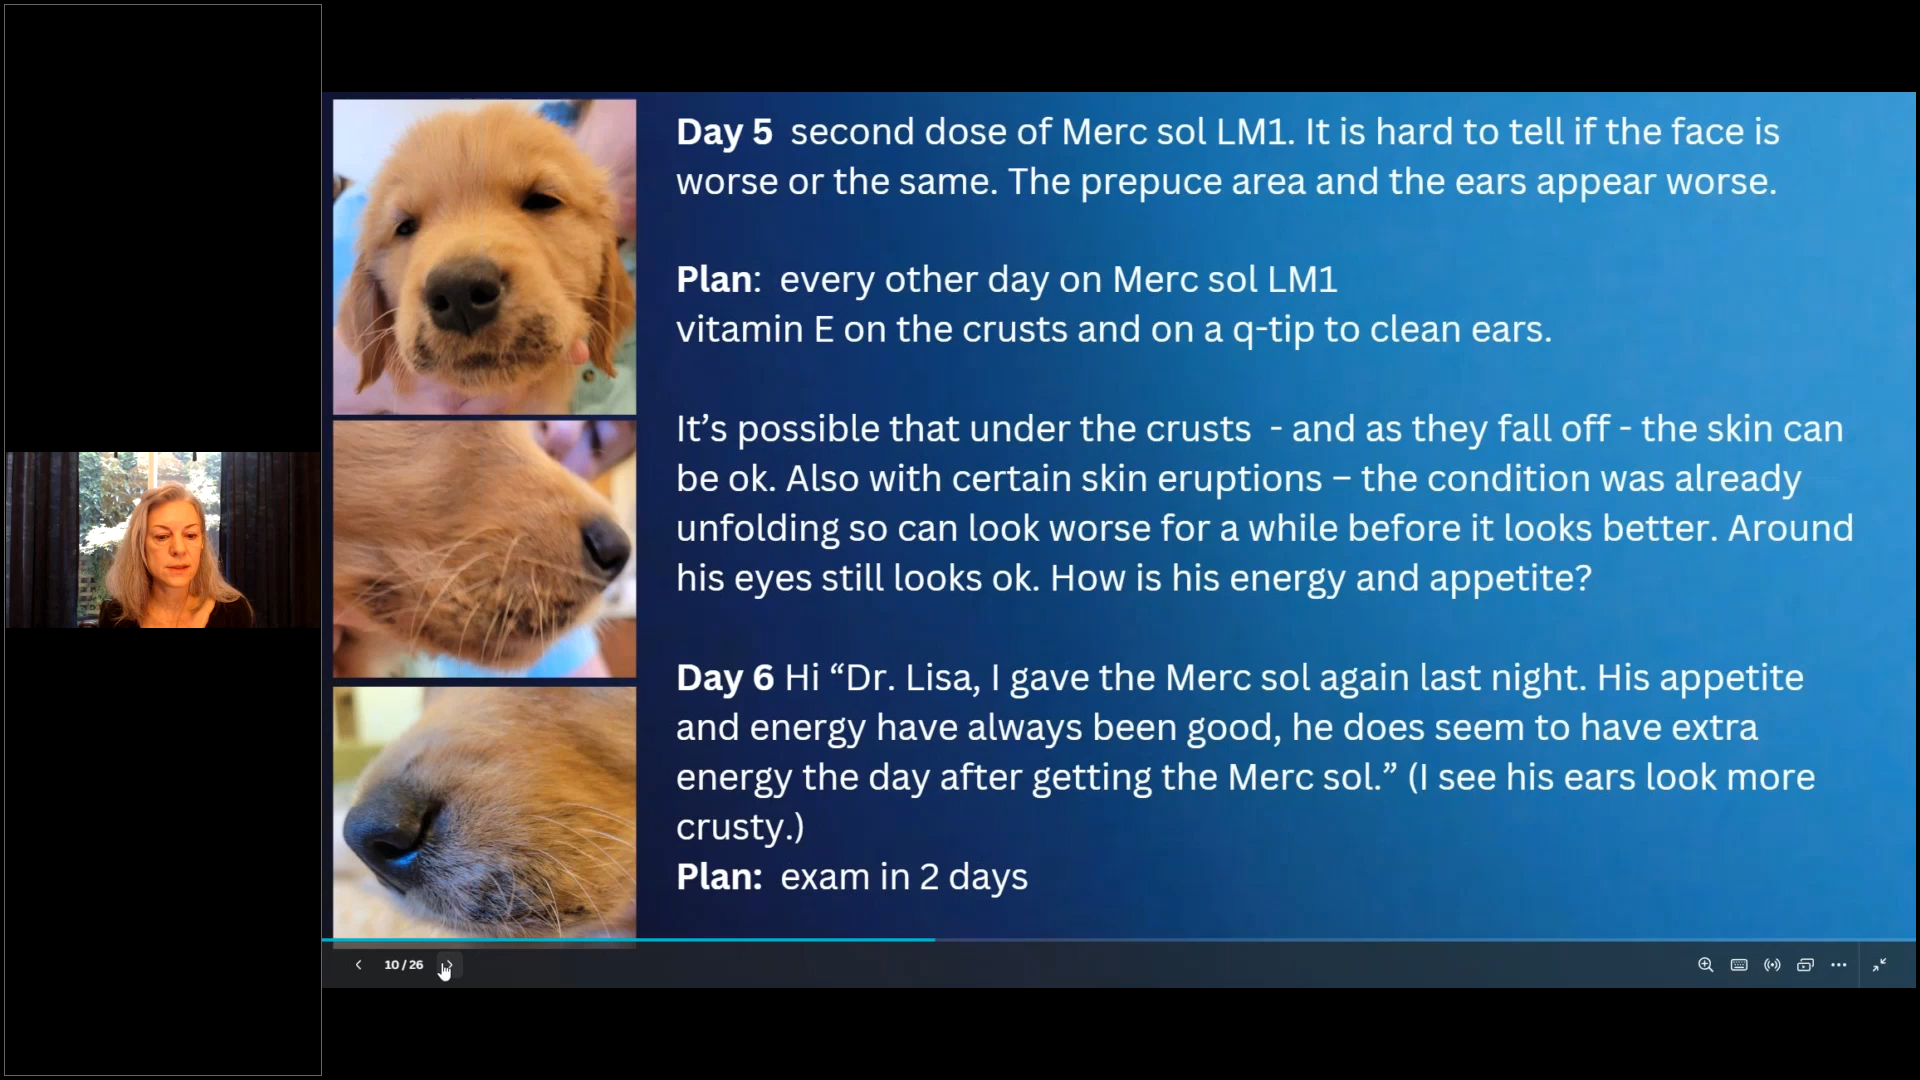 Day 5 second dose of Merc sol LM1. It is hard to tell if the face is
worse or the same. The prepuce area and the ears appear worse.
Plan: every other day on Merc sol LM1
vitamin E on the crusts and on a q-tip to clean ears.
It’s possible that under the crusts - and as they fall off - the skin can
be ok. Also with certain skin eruptions – the condition was already
unfolding so can look worse for a while before it looks better. Around
his eyes still looks ok. How is his energy and appetite?
Day 6 Hi “Dr. Lisa, I gave the Merc sol again last night. His appetite
and energy have always been good, he does seem to have extra
energy the day after getting the Merc sol.” (I see his ears look more
crusty.)
Plan: exam in 2 days
10 / 26